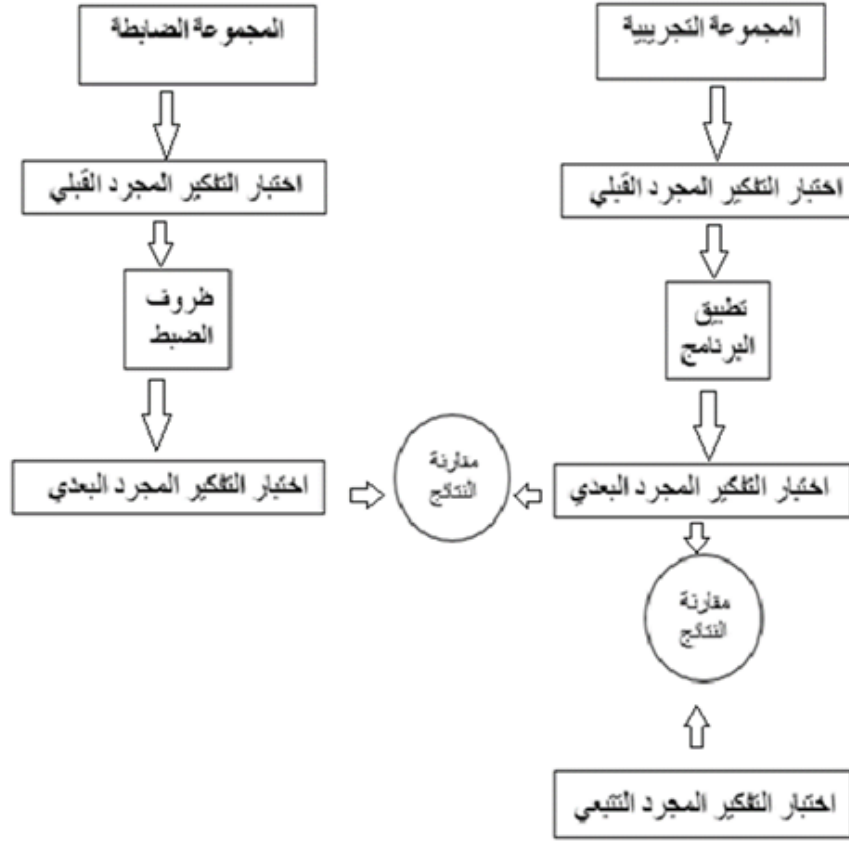 المجموعة التجريبية
المجموعة الضابطة
اختبار التفكير المجرد القبلي
اختبار التفكير المجرد القبلي
تطبيق
البرنامج
ظروف
الضبط
اختبار التفكير المجرد البعدي
مقارنة
النتائج
اختبار التفكير المجرد البعدي
مقارنة
النتائج
اختبار التفكير المجرد التتبعي